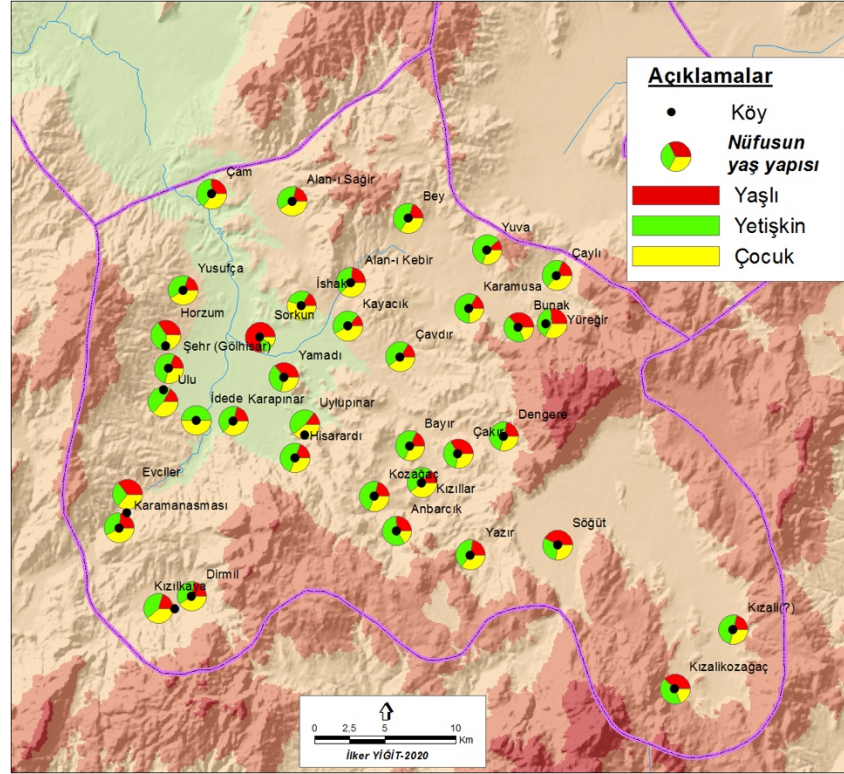 Açıklamalar
Köy
Nüfusun
yaş yapısı
Yaşlı
Yetişkin
Çocuk
Çam
Alan-ı Sağir
Bey
Yuva
Alan-ı Kebir
Çaylı
Yusufça
İshak
Karamusa
Horzum
Sorkun
Kayacık
Bunak
Yüreğir
Şehr (Gölhisar)
Çavdır
Yamadı
Ulu
İdede
Karapınar
Uylupınar
Bayır
Çakır
Dengere
Hisarardı
Evciler
Kozağaç
Kızıllar
Karamanasması
Anbarcık
Yazır
Söğüt
Dirmil
Kızılkaya
Kızali(?)
Kızalikozağaç
0 2,5 5 10
Km
İlker YİĞİT-2020